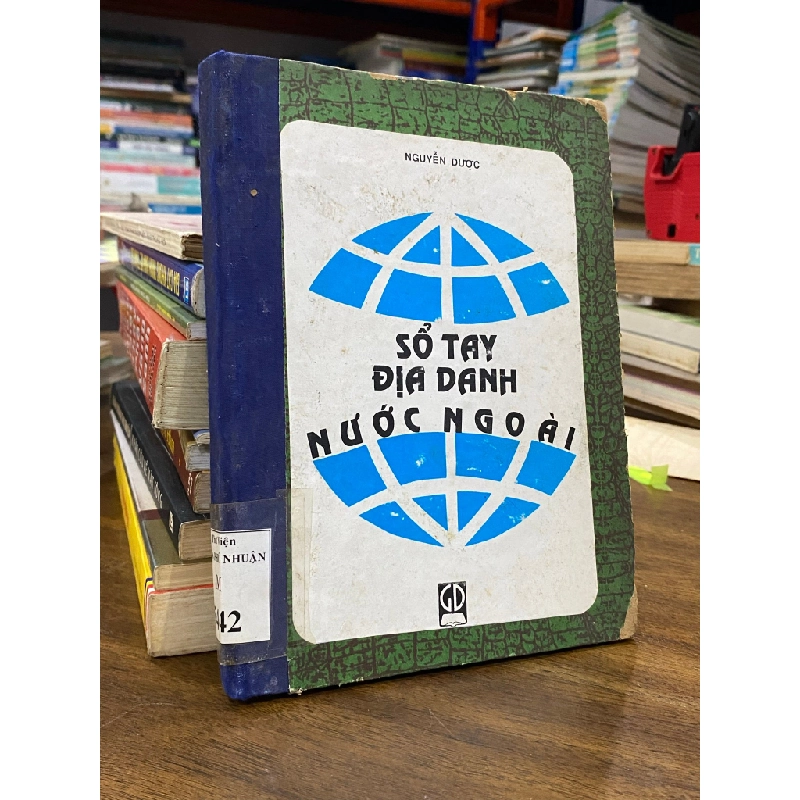 NGUYỄN DƯỢC
SỔ TAY
ĐỊA DANH
NƯỚC NGOÀI
GD
NHUẬN
V
42